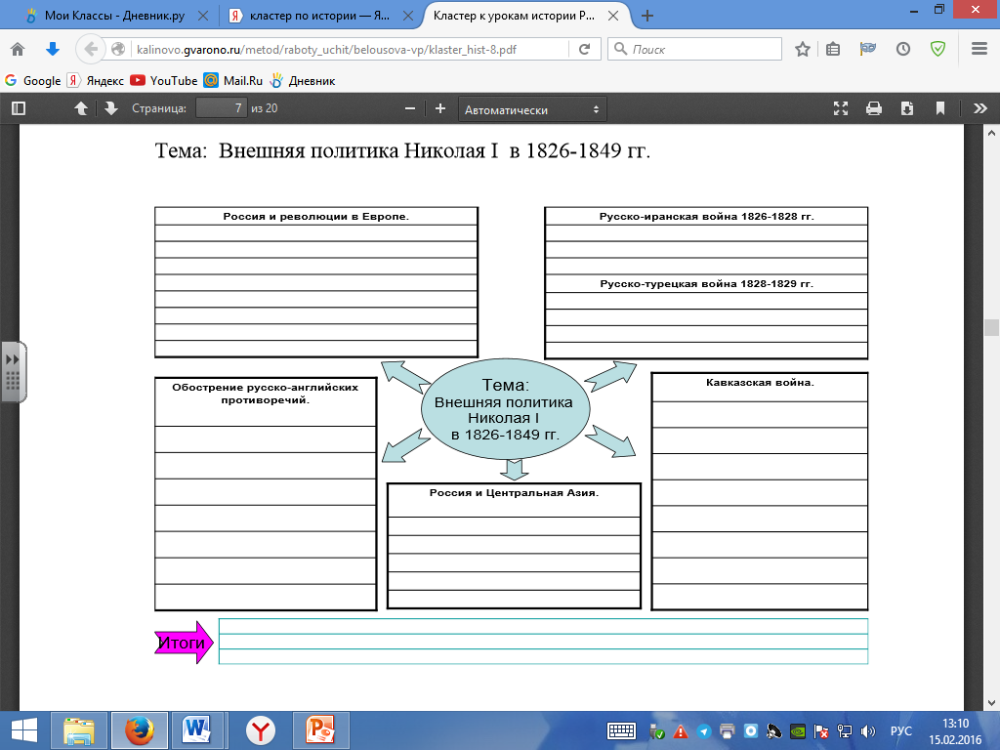 Мои Классы - Дневник.ру
кластер по истории — Я...
Кластер к урокам истории Р...
kalinovo.gvarono.ru/metod/raboty_uchit/belousova-vp/klaster_hist-8.pdf
Поиск
Google
Яндекс
YouTube
Mail.Ru
Дневник
Страница:
7
из 20
Автоматически
Тема: Внешняя политика Николая I в 1826-1849 гг.
Россия и революции в Европе.
Русско-иранская война 1826-1828 гг.
Русско-турецкая война 1828-1829 гг.
Обострение русско-английских
противоречий.
Тема:
Внешняя политика
Николая I
в 1826-1849 гг.
Кавказская война.
Россия и Центральная Азия.
Итоги
РУС
13:10
15.02.2016